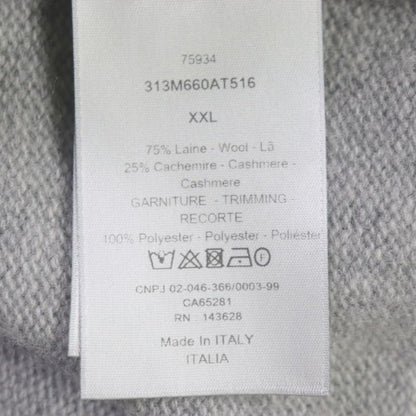 75934
313M660AT516
XXL
75% Laine - Wool - Lã
25% Cachemire - Cashmere -
Cashmere
GARNITURE - TRIMMING -
RECORTE
100% Polyester - Polyester - Poliéster
CNPJ 02-046-366/0003-99
CA65281
RN : 143628
Made In ITALY
ITALIA